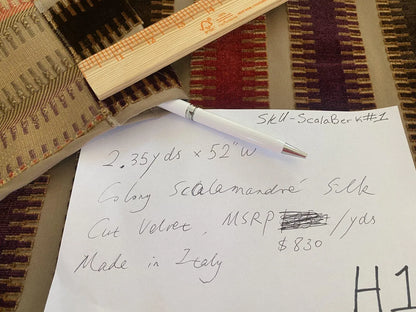 SKU-ScalaBerk#1
2.35yds x 52"W
Colony Scalamandré Silk
Cut Velvet, MSRP /yds
$830
Made in Italy
H1